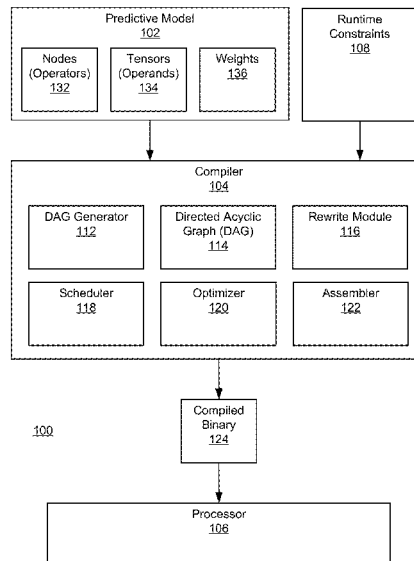 Predictive Model
102
Nodes
(Operators)
132
Tensors
(Operands)
134
Weights
136
Runtime
Constraints
108
Compiler
104
DAG Generator
112
Directed Acyclic
Graph (DAG)
114
Rewrite Module
116
Scheduler
118
Optimizer
120
Assembler
122
Compiled
Binary
124
100
Processor
106